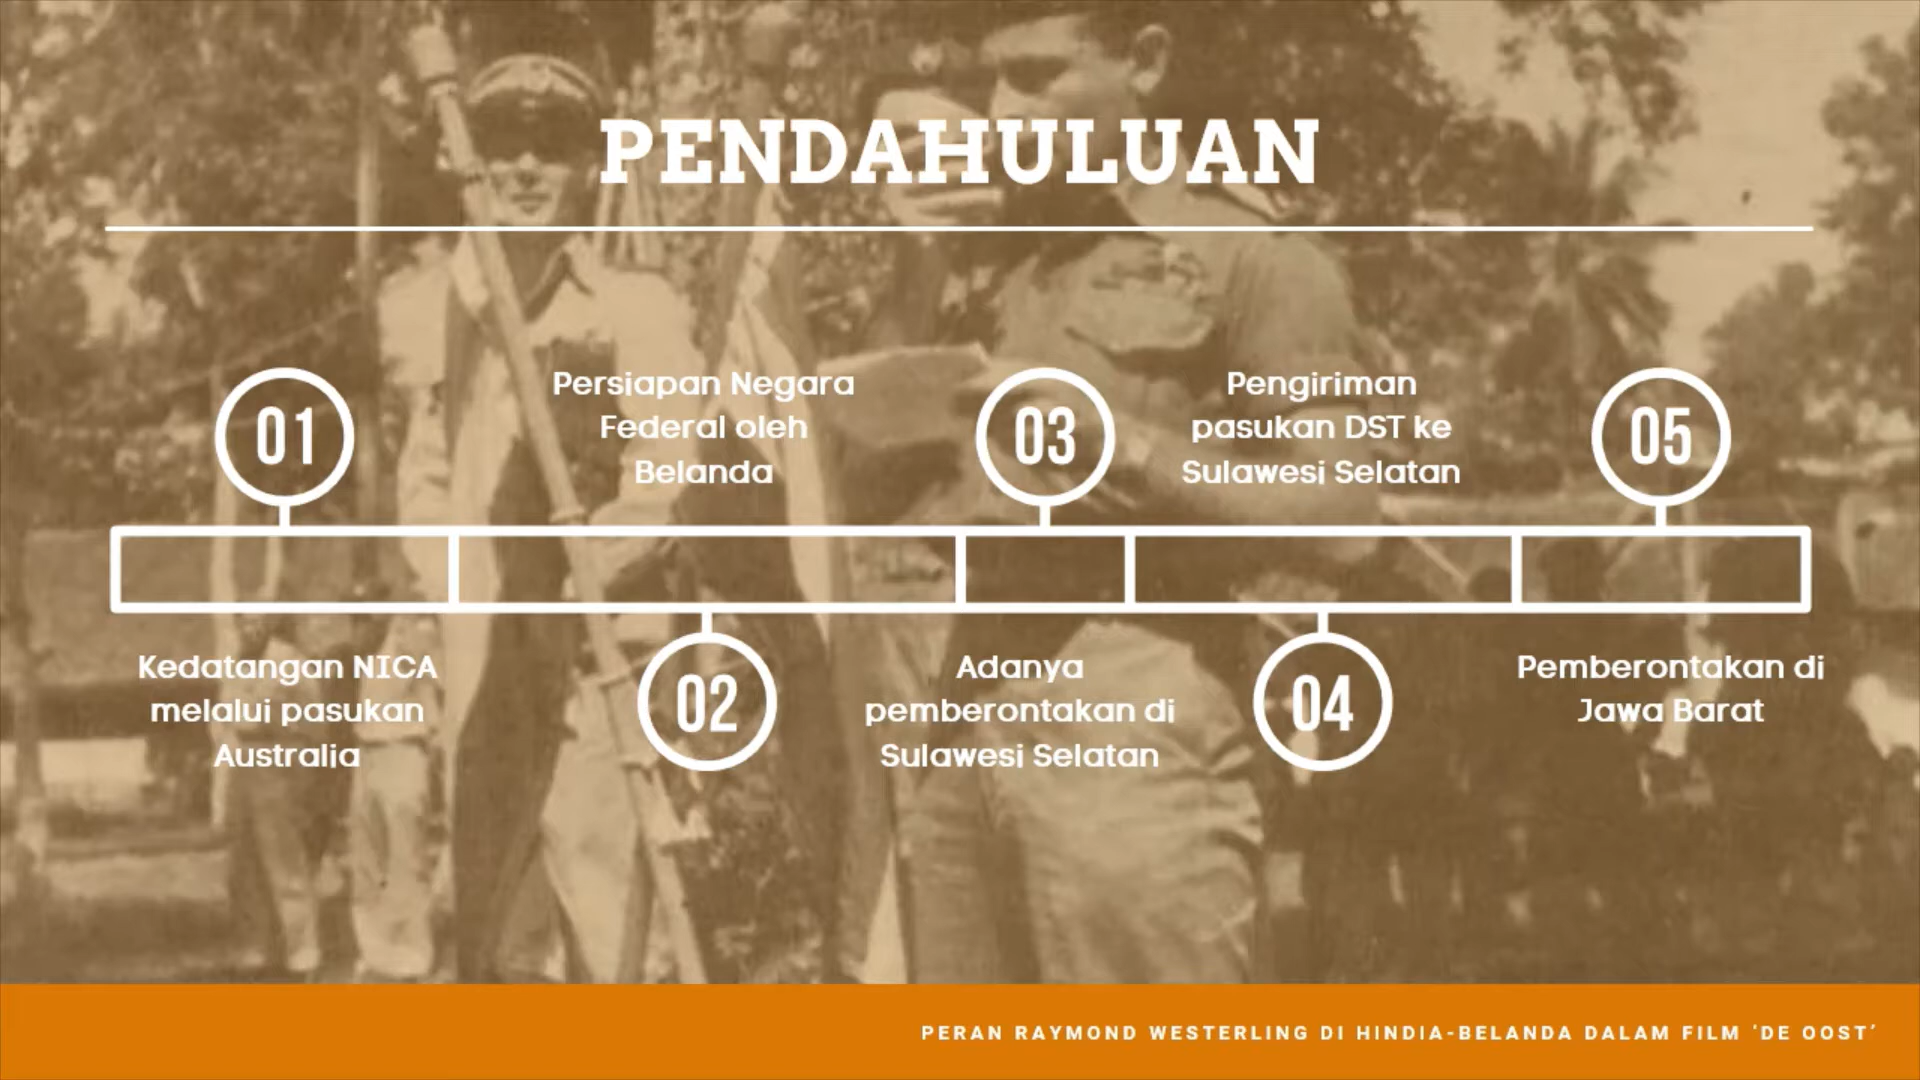 PENDAHULUAN
01
Kedatangan NICA
melalui pasukan
Australia
Persiapan Negara
Federal oleh
Belanda
02
03
Adanya
pemberontakan di
Sulawesi Selatan
Pengiriman
pasukan DST ke
Sulawesi Selatan
04
05
Pemberontakan di
Jawa Barat
PERAN RAYMOND WESTERLING DI HINDIA-BELANDA DALAM FILM 'DE OOST'